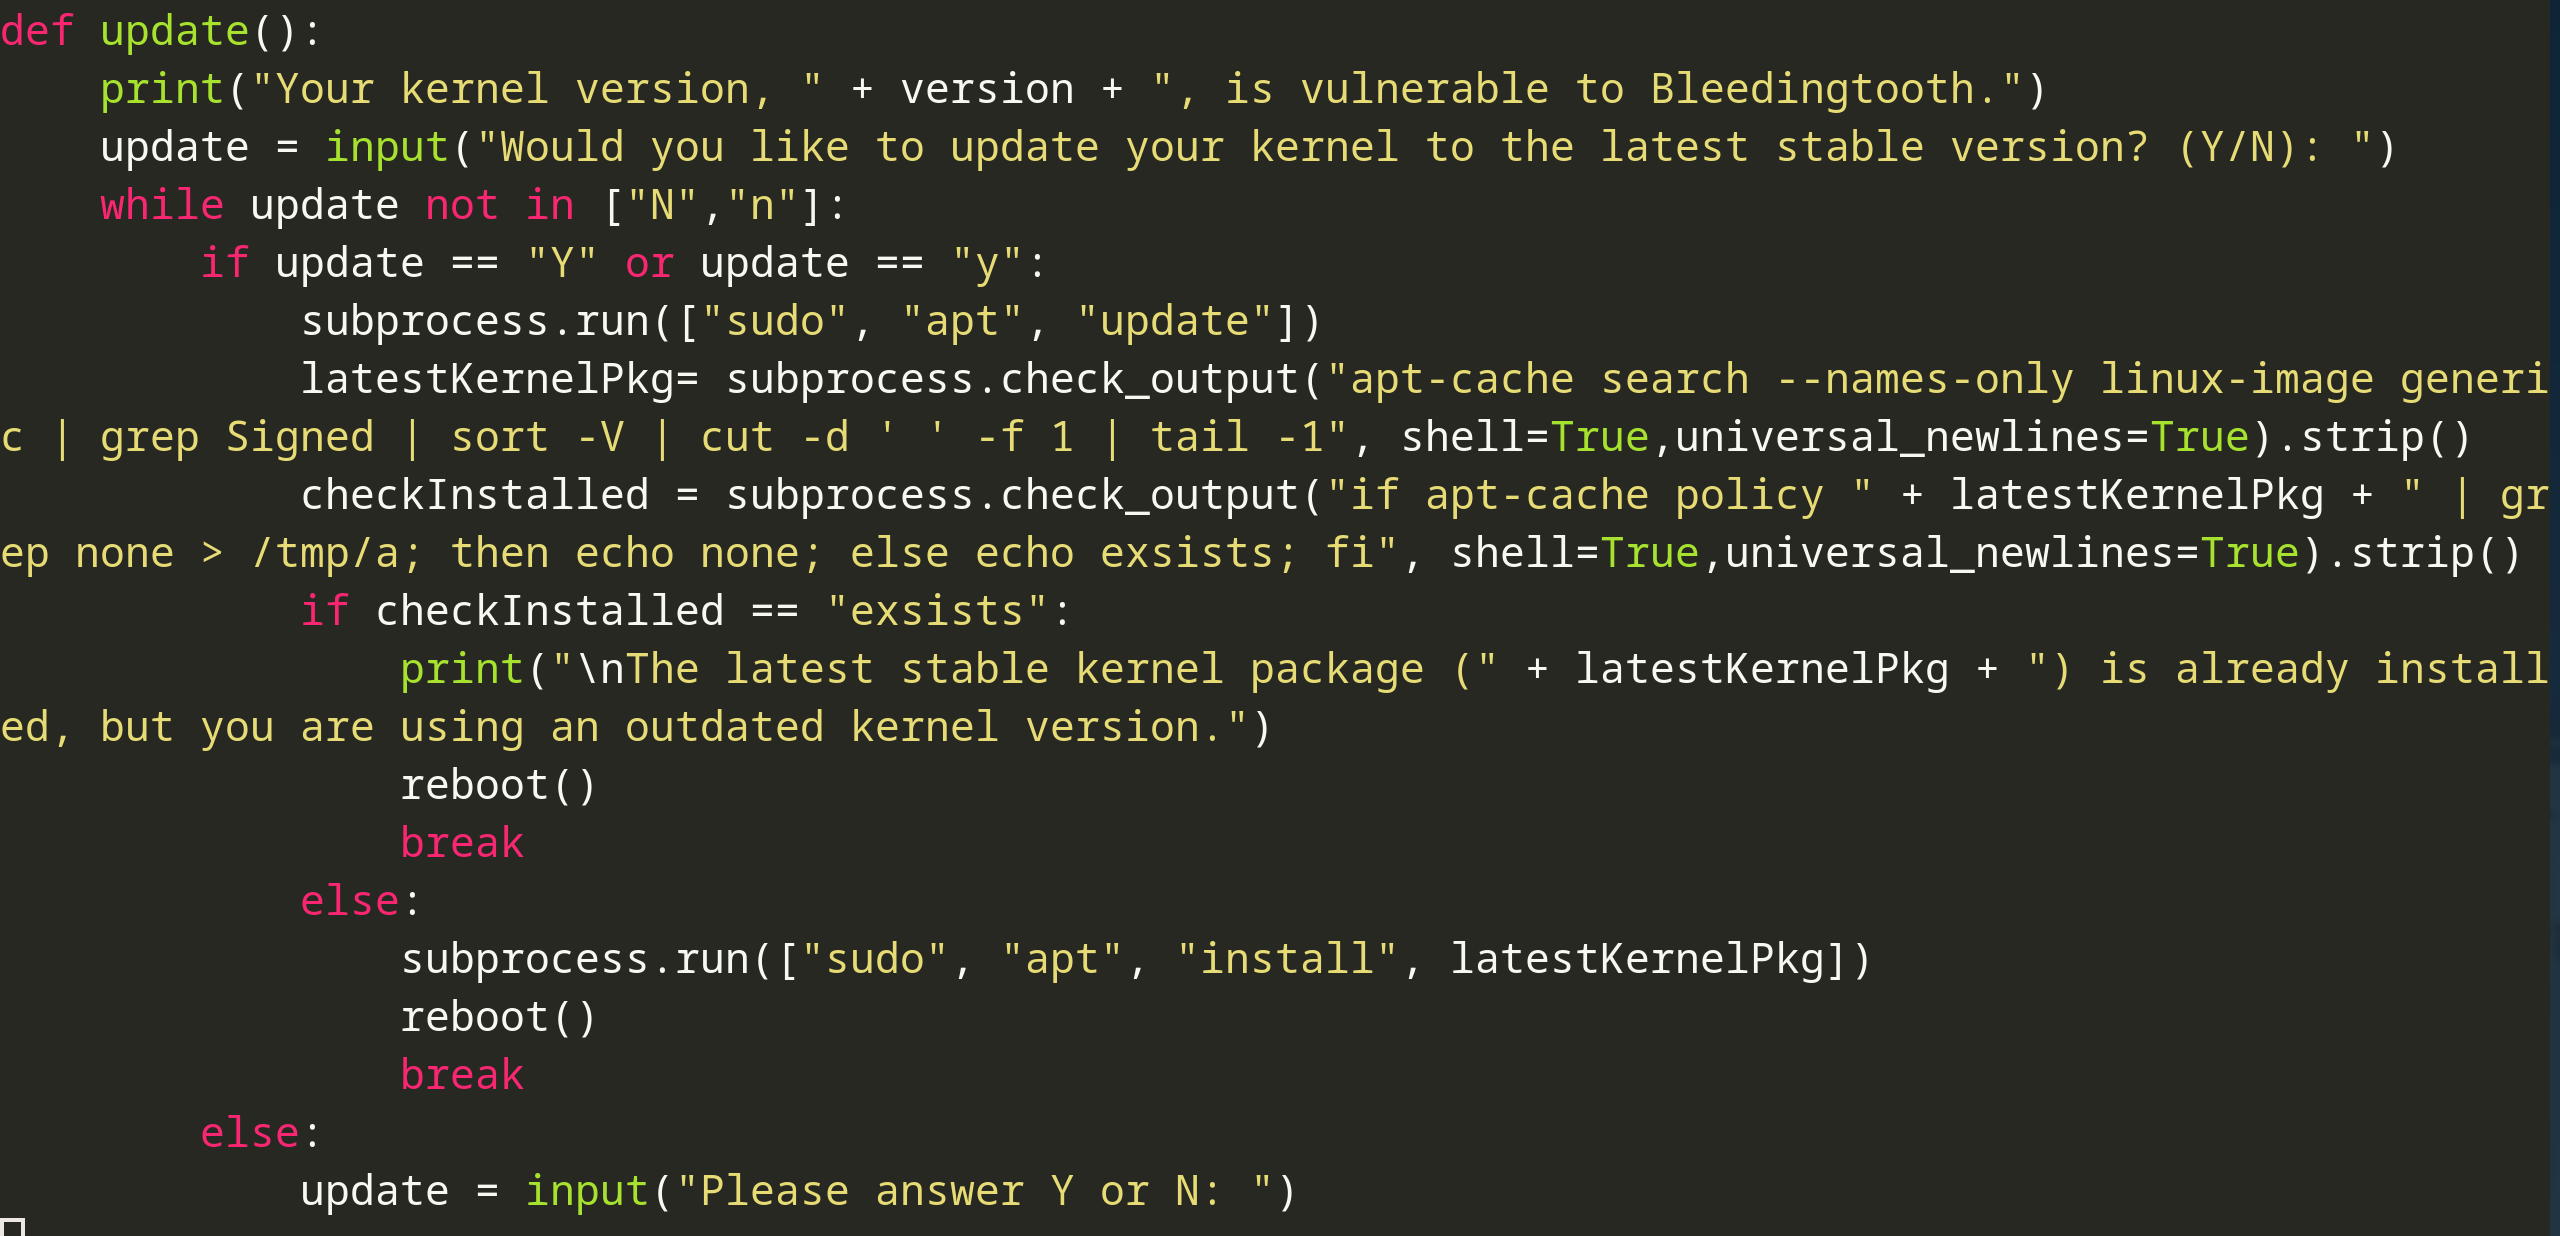 def update():
    print("Your kernel version, " + version + ", is vulnerable to Bleedingtooth.")
    update = input("Would you like to update your kernel to the latest stable version? (Y/N): ")
    while update not in ["N","n"]:
        if update == "Y" or update == "y":
            subprocess.run(["sudo", "apt", "update"])
            latestKernelPkg= subprocess.check_output("apt-cache search --names-only linux-image generi
c | grep Signed | sort -V | cut -d ' ' -f 1 | tail -1", shell=True,universal_newlines=True).strip()
            checkInstalled = subprocess.check_output("if apt-cache policy " + latestKernelPkg + " | gr
ep none > /tmp/a; then echo none; else echo exsists; fi", shell=True,universal_newlines=True).strip()
            if checkInstalled == "exsists":
                print("\nThe latest stable kernel package (" + latestKernelPkg + ") is already install
ed, but you are using an outdated kernel version.")
                reboot()
                break
            else:
                subprocess.run(["sudo", "apt", "install", latestKernelPkg])
                reboot()
                break
        else:
            update = input("Please answer Y or N: ")